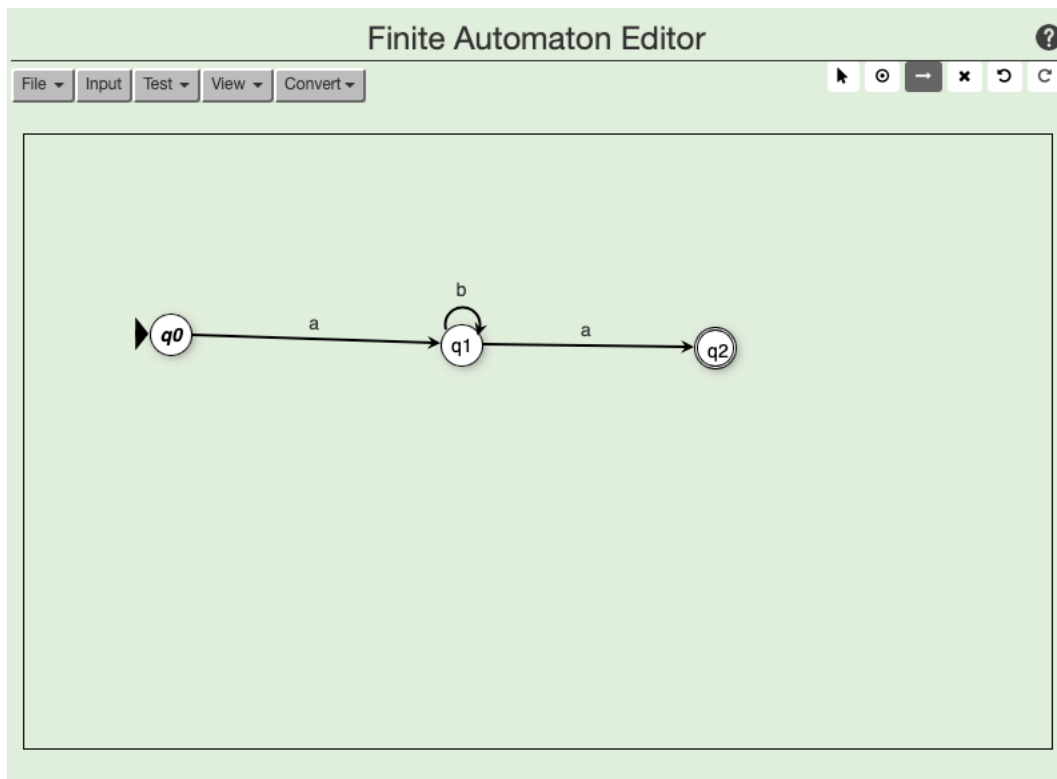 Finite Automaton Editor
?
File Input Test View Convert
b
a
a
q0
q1
q2